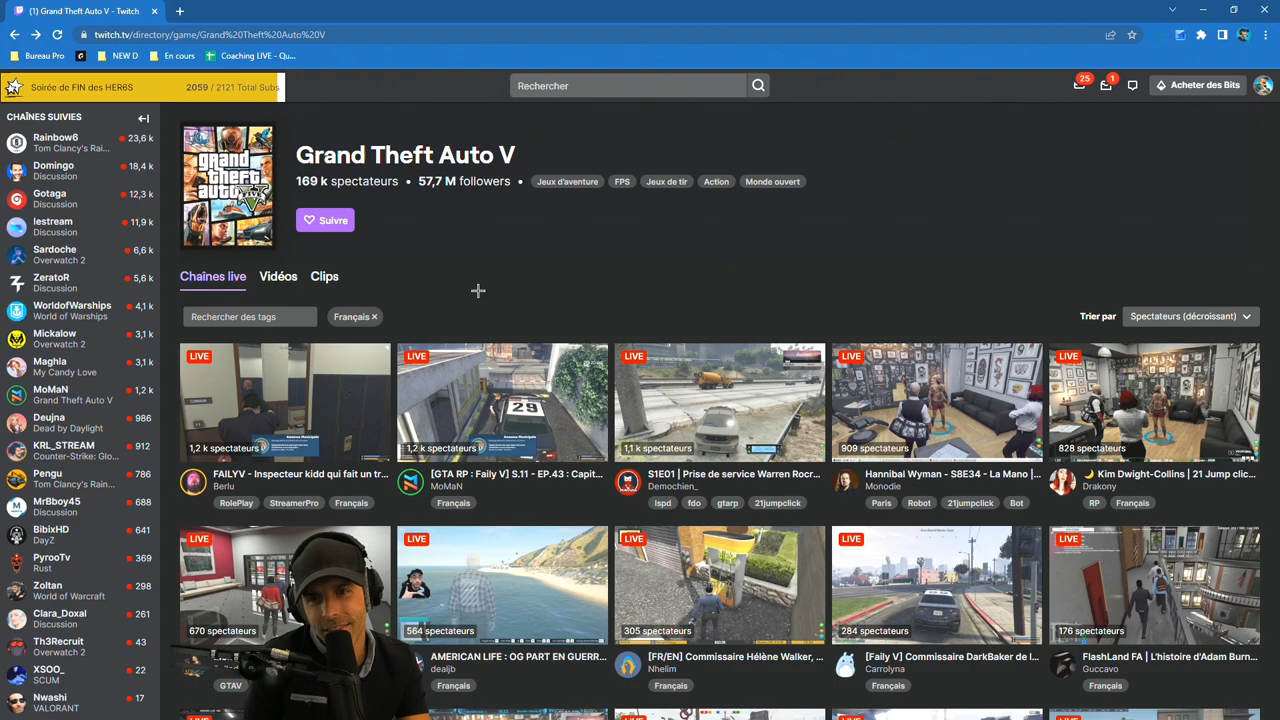 (1) Grand Theft Auto V - Twitch
twitch.tv/directory/game/Grand%20Theft%20Auto%20V
Bureau Pro
NEW D
En cours
Coaching LIVE - Qu...
Soirée de FIN des HER6S 2059 / 2121 Total Subs
Rechercher
25
1
Acheter des Bits
CHAÎNES SUIVIES
Rainbow6 23,6 k
Tom Clancy's Rai...
Domingo 18,4 k
Discussion
Gotaga 12,3 k
Discussion
lestream 11,9 k
Discussion
Sardoche 6,6 k
Overwatch 2
ZeratoR 5,6 k
Discussion
WorldofWarships 4,1 k
World of Warships
Mickalow 3,1 k
Overwatch 2
Maghla 3,1 k
My Candy Love
MoMaN 1,2 k
Grand Theft Auto V
Deujna 986
Dead by Daylight
KRL_STREAM 912
Counter-Strike: Glo...
Pengu 786
Tom Clancy's Rain...
MrBboy45 688
Discussion
BibixHD 641
DayZ
PyrooTv 369
Rust
Zoltan 298
World of Warcraft
Clara_Doxal 261
Discussion
Th3Recruit 43
Overwatch 2
XSOO_ 22
SCUM
Nwashi 17
VALORANT
grand
theft
auto
Grand Theft Auto V
169 k spectateurs • 57,7 M followers • Jeux d'aventure FPS Jeux de tir Action Monde ouvert
Suivre
Chaînes live Vidéos Clips
Rechercher des tags Français ×
Trier par Spectateurs (décroissant)
LIVE
1,2 k spectateurs
FAILYV - Inspecteur kidd qui fait un tr...
Berlu
RolePlay StreamerPro Français
LIVE
29
1,2 k spectateurs
[GTA RP : Faily V] S.11 - EP.43 : Capit...
MoMaN
Français
LIVE
1,1 k spectateurs
S1E01 | Prise de service Warren Rocr...
Demochien_
lspd fdo gtarp 21jumpclick
LIVE
909 spectateurs
Hannibal Wyman - S8E34 - La Mano |...
Monodie
Paris Robot 21jumpclick Bot
LIVE
828 spectateurs
Kim Dwight-Collins | 21 Jump clic...
Drakony
RP Français
LIVE
670 spectateurs
GTAV
LIVE
564 spectateurs
AMERICAN LIFE : OG PART EN GUERR...
dealjb
Français
LIVE
305 spectateurs
[FR/EN] Commissaire Hélène Walker, ...
Nhelim
Français
LIVE
284 spectateurs
[Faily V] Commissaire DarkBaker de l...
Carrolyna
Français
LIVE
176 spectateurs
FlashLand FA | L'histoire d'Adam Burn...
Guccavo
Français